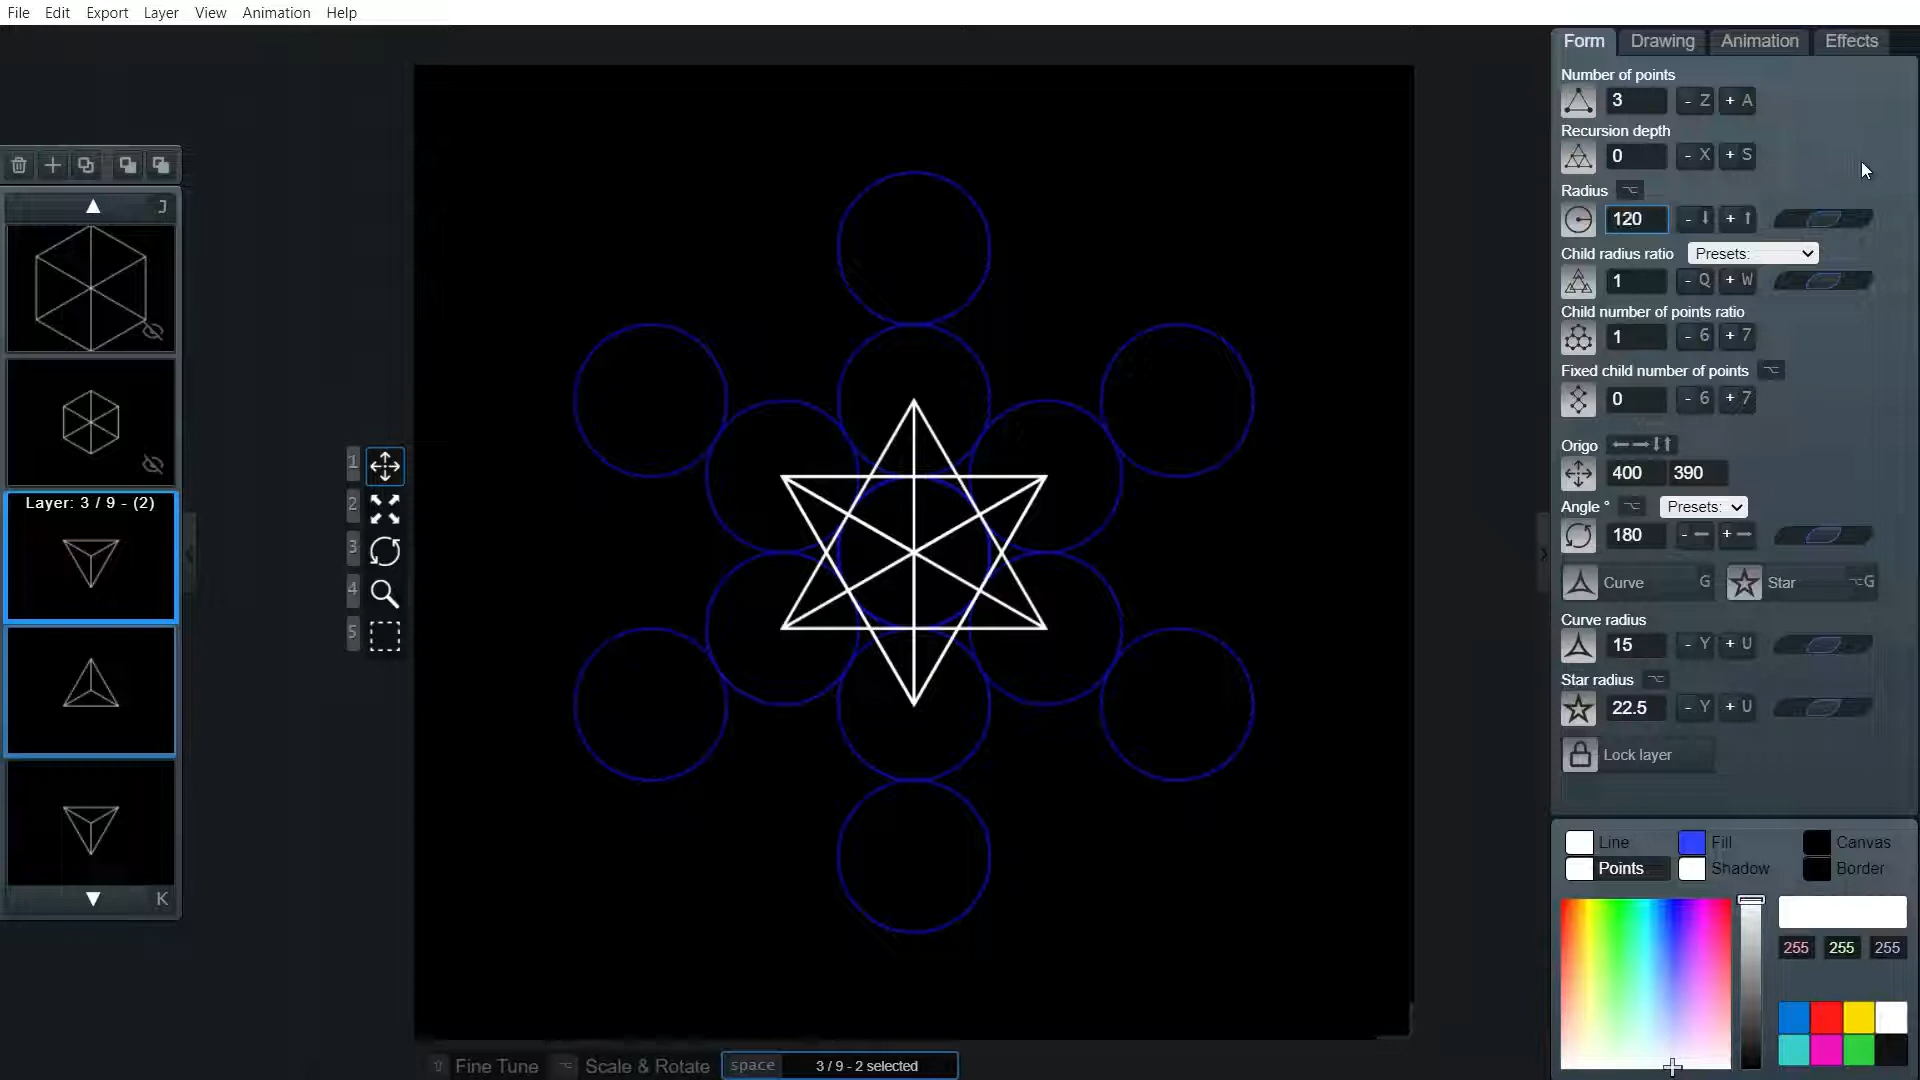 File Edit Export Layer View Animation Help
Form Drawing Animation Effects
Number of points
3 - Z + A
Recursion depth
0 - X + S
Radius
120 - +
Child radius ratio Presets:
1 - Q + W
Child number of points ratio
1 - 6 + 7
Fixed child number of points
0 - 6 + 7
Origo
400 390
Angle ° Presets:
180 - +
Curve G Star G
Curve radius
15 - Y + U
Star radius
22.5 - Y + U
Lock layer
Line Fill Canvas
Points Shadow Border
255 255 255
J
Layer: 3 / 9 - (2)
K
1
2
3
4
5
Fine Tune Scale & Rotate space 3 / 9 - 2 selected